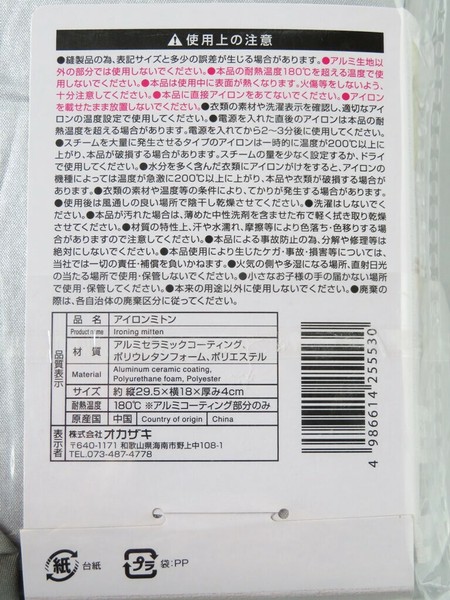 ⚠使用上の注意
●縫製品の為、表記サイズと多少の誤差が生じる場合があります。●アルミ生地以
外の部分では使用しないでください。●本品の耐熱温度180℃を超える温度で使
用しないでください。●本品は使用中に表面が熱くなります。火傷等をしないよう、
十分注意してください。●本品に直接アイロンをあてないでください。●アイロン
を載せたまま放置しないでください。●衣類の素材や洗濯表示を確認し、適切なアイ
ロンの温度設定で使用してください。●電源を入れた直後のアイロンは本品の耐
熱温度を超える場合があります。電源を入れてから2～3分後に使用してください。
●スチームを大量に発生させるタイプのアイロンは一時的に温度が200℃以上に
上がり、本品が破損する場合があります。スチームの量を少なく設定するか、ドライ
で使用してください。●水分を多く含んだ衣類にアイロンがけをすると、アイロンの
機種によっては温度が急激に200℃以上に上がり、本品や衣類が破損する場合が
あります。●衣類の素材や温度等の条件により、てかりが発生する場合があります。
●使用後は風通しの良い場所で陰干し乾燥させてください。●洗濯はしないでくだ
さい。●本品が汚れた場合は、薄めた中性洗剤を含ませた布で軽く拭き取り乾燥
させてください。●材質の特性上、汗や水濡れ、摩擦等により色落ち・色移りする場
合がありますので注意してください。●本品による事故防止の為、分解や修理等は
絶対にしないでください。●本品使用により生じたケガ・事故・損害等については、
当社では一切の責任・補償を負いかねます。●火気の側や多湿になる場所、直射日光
の当たる場所で使用・保管しないでください。●小さなお子様の手の届かない場所
で使用・保管してください。●本来の用途以外に使用しないでください。●廃棄の
際は、各自治体の廃棄区分に従ってください。
品質表示
品名 アイロンミトン
Product name Ironing mitten
材質 アルミセラミックコーティング、
ポリウレタンフォーム、ポリエステル
Material Aluminum ceramic coating,
Polyurethane foam, Polyester
サイズ 約 縦29.5×横18×厚み4cm
耐熱温度 180℃ ※アルミコーティング部分のみ
原産国 中国 Country of origin China
表示者 株式会社オカザキ
〒640-1171 和歌山県海南市野上中108-1
TEL.073-487-4778
4 986614 255530
紙 台紙 プラ 袋:PP